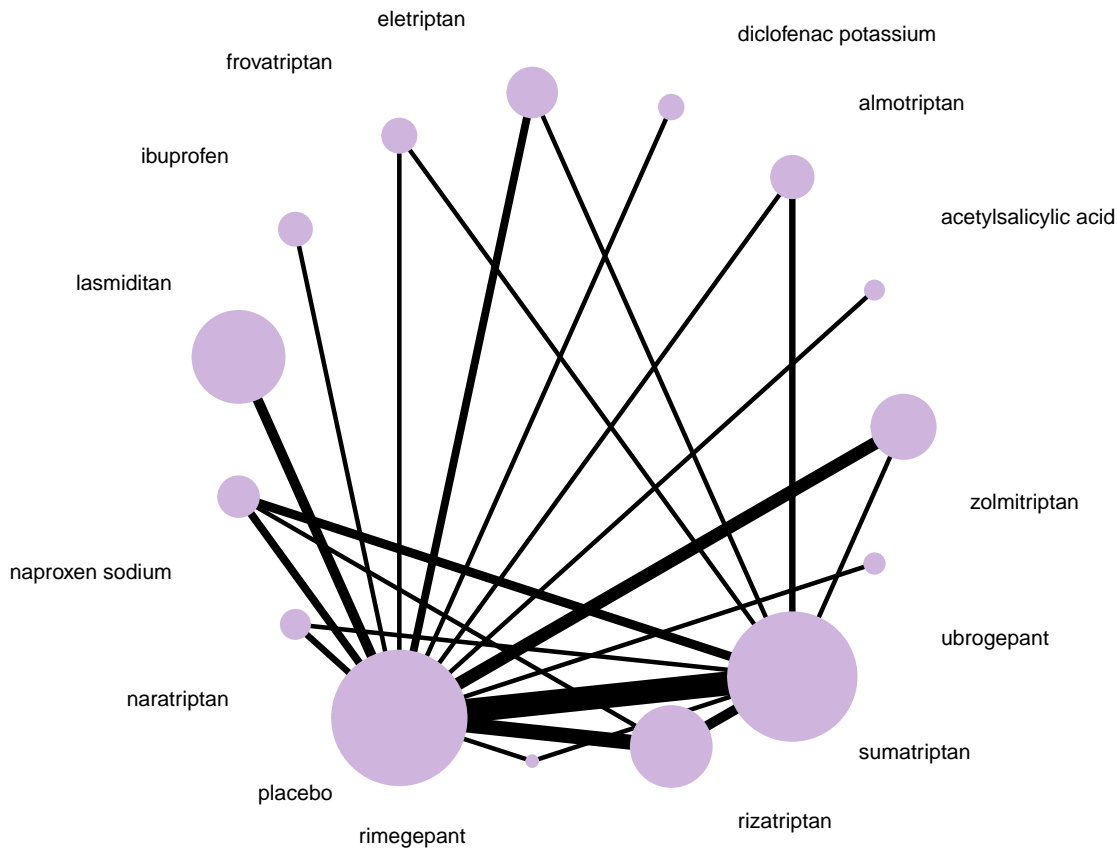 eletriptan
diclofenac potassium
frovatriptan
almotriptan
ibuprofen
acetylsalicylic acid
lasmiditan
zolmitriptan
naproxen sodium
ubrogepant
naratriptan
sumatriptan
placebo
rizatriptan
rimegepant